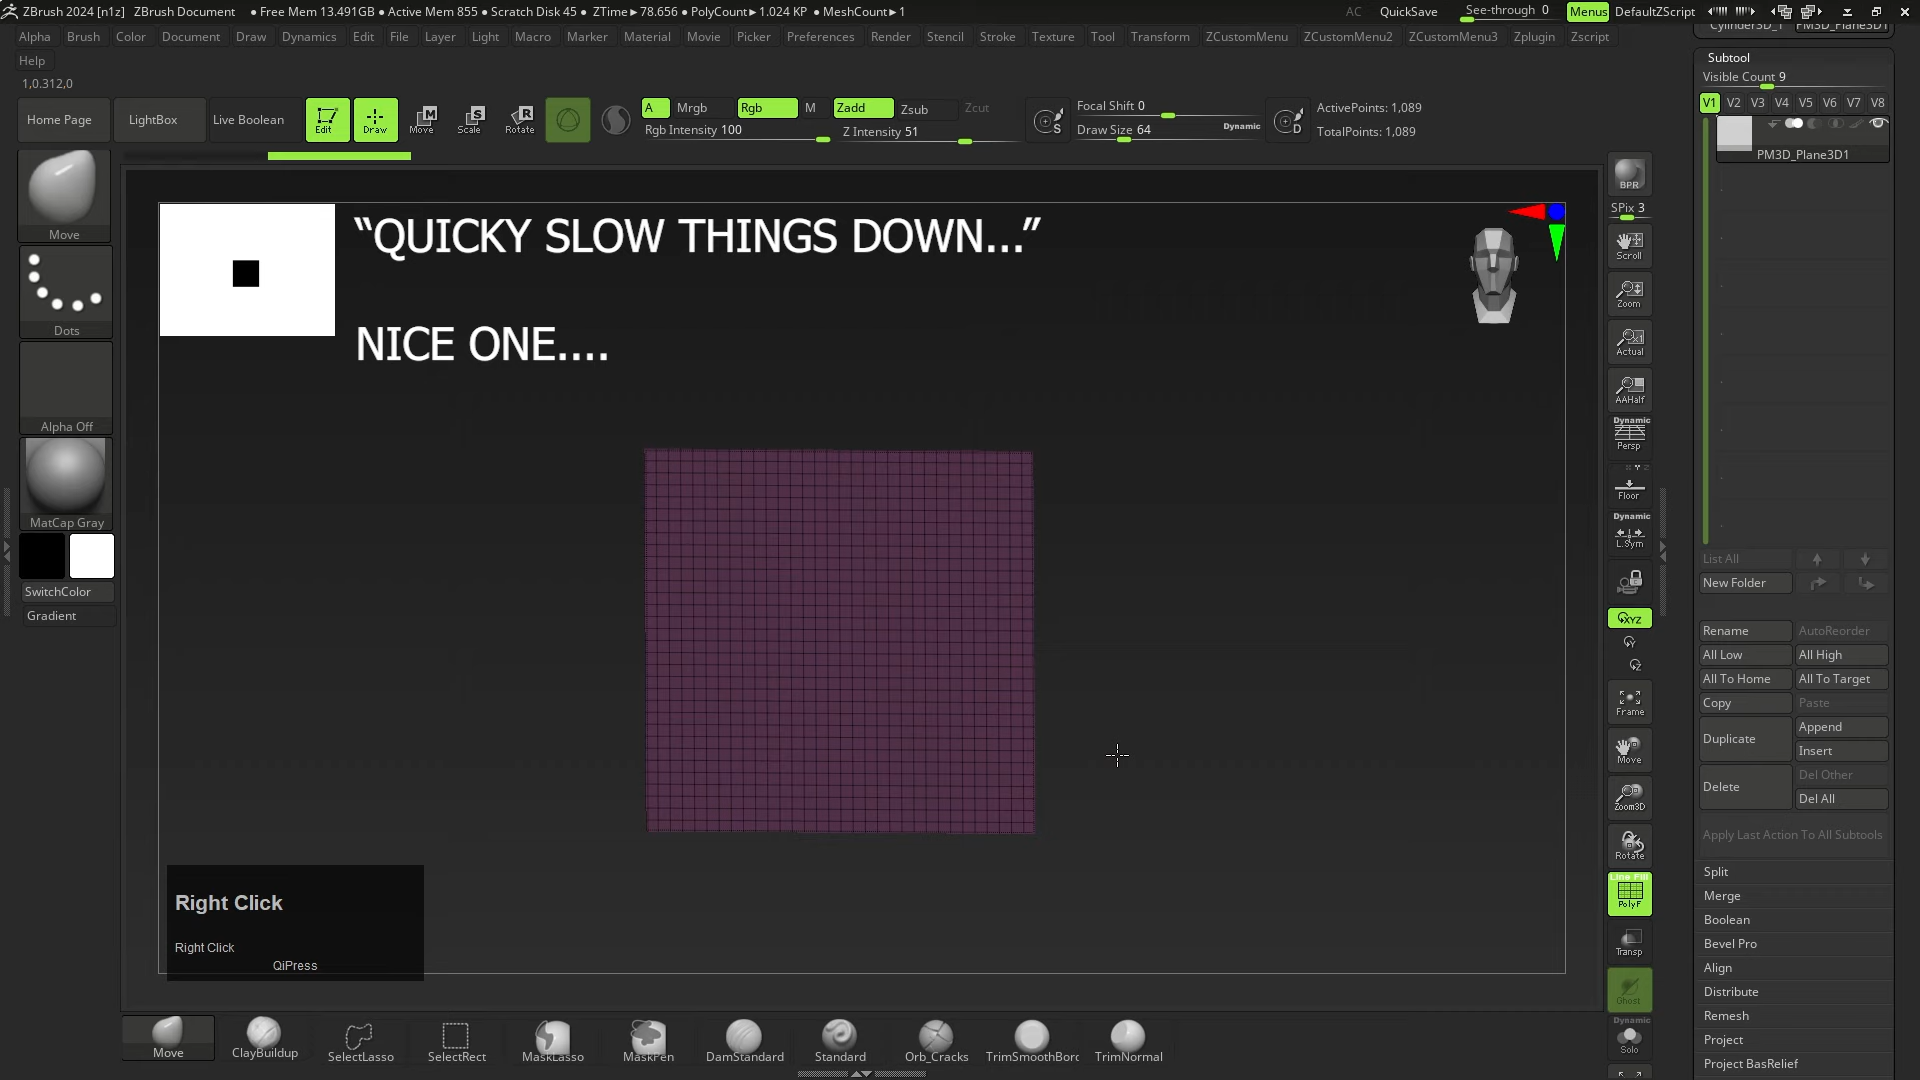 ZBrush 2024 [n1z] ZBrush Document ● Free Mem 13.491GB ● Active Mem 855 ● Scratch Disk 45 ● ZTime►78.656 ● PolyCount►1.024 KP ● MeshCount►1 AC QuickSave See-through 0 Menus DefaultZScript
Alpha Brush Color Document Draw Dynamics Edit File Layer Light Macro Marker Material Movie Picker Preferences Render Stencil Stroke Texture Tool Transform ZCustomMenu ZCustomMenu2 ZCustomMenu3 Zplugin Zscript
Help
1,0.312,0
Home Page LightBox Live Boolean Edit Draw Move Scale Rotate
A Mrgb Rgb M Zadd Zsub Zcut
Rgb Intensity 100 Z Intensity 51
S Focal Shift 0
Draw Size 64 Dynamic
D ActivePoints: 1,089
TotalPoints: 1,089
Move
Dots
Alpha Off
MatCap Gray
SwitchColor
Gradient
“QUICKY SLOW THINGS DOWN...”
NICE ONE....
Right Click
Right Click
QiPress
Move ClayBuildup SelectLasso SelectRect MaskLasso MaskPen DamStandard Standard Orb_Cracks TrimSmoothBorc TrimNormal
BPR
SPix 3
Scroll
Zoom
Actual
AAHalf
Dynamic
Persp
Floor
Dynamic
L.Sym
XYZ
Y
Z
Frame
Move
Zoom3D
Rotate
Line Fill
PolyF
Transp
Ghost
Dynamic
Solo
Cylinder3D_1 PM3D_Plane3D1
Subtool
Visible Count 9
V1 V2 V3 V4 V5 V6 V7 V8
PM3D_Plane3D1
List All
New Folder
Rename AutoReorder
All Low All High
All To Home All To Target
Copy Paste
Duplicate Append
Insert
Delete Del Other
Del All
Apply Last Action To All Subtools
Split
Merge
Boolean
Bevel Pro
Align
Distribute
Remesh
Project
Project BasRelief